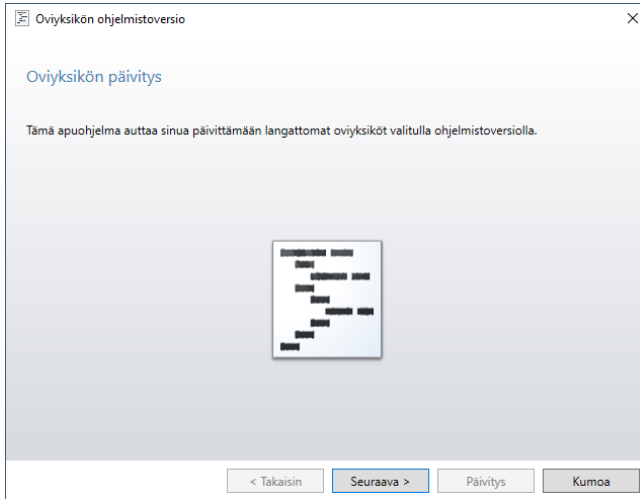 Oviyksikön ohjelmistoversio
Oviyksikön päivitys
Tämä apuohjelma auttaa sinua päivittämään langattomat oviyksiköt valitulla ohjelmistoversiolla.
< Takaisin
Seuraava >
Päivitys
Kumoa